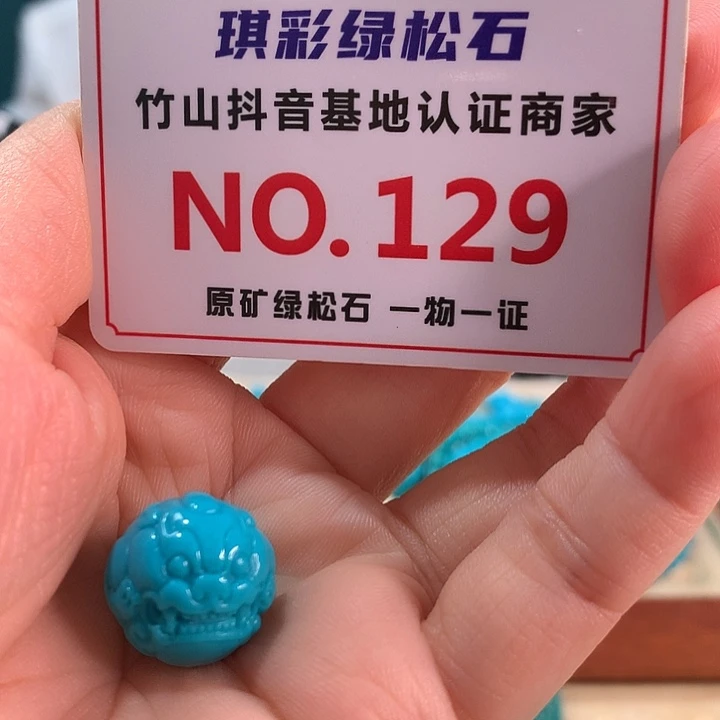 琪彩绿松石
竹山抖音基地认证商家
NO.129
原矿绿松石 一物一证